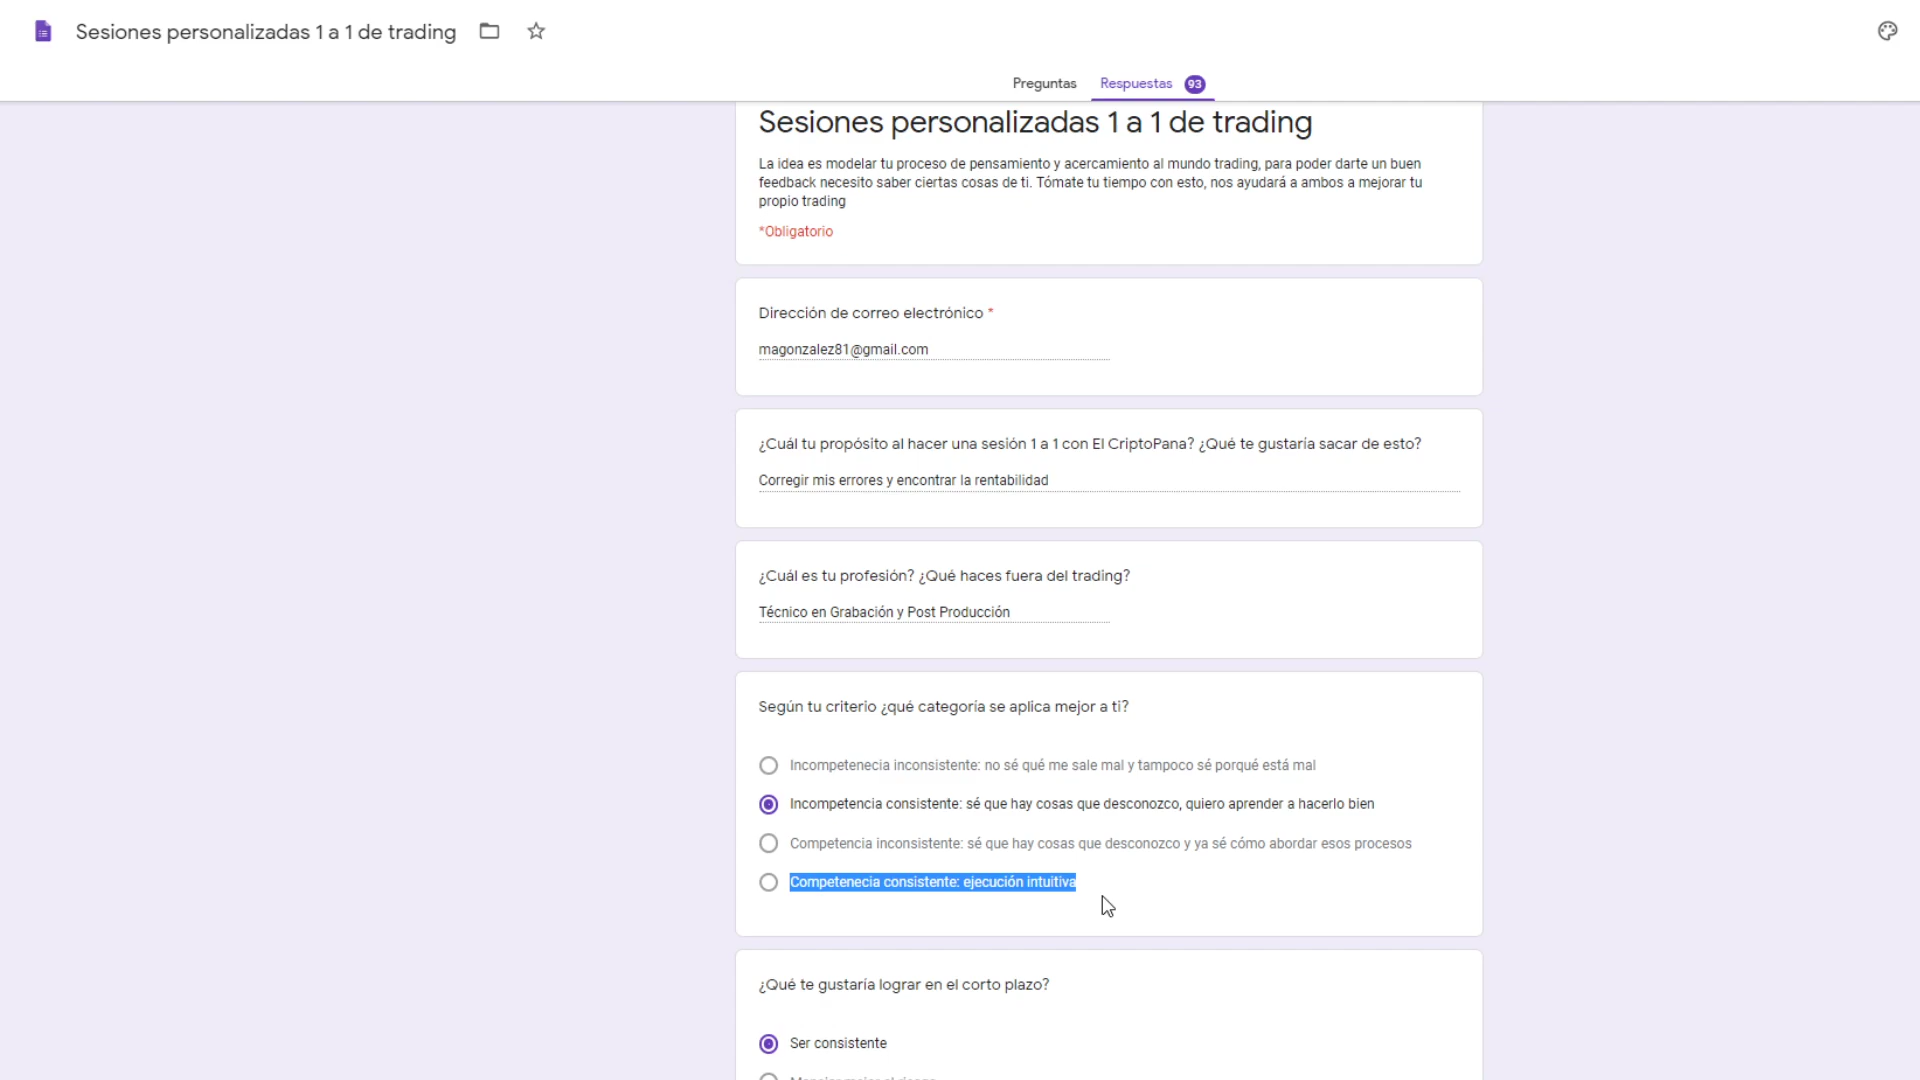 Sesiones personalizadas 1 a 1 de trading
Preguntas
Respuestas 93
Sesiones personalizadas 1 a 1 de trading
La idea es modelar tu proceso de pensamiento y acercamiento al mundo trading, para poder darte un buen
feedback necesito saber ciertas cosas de ti. Tómate tu tiempo con esto, nos ayudará a ambos a mejorar tu
propio trading
*Obligatorio
Dirección de correo electrónico *
magonzalez81@gmail.com
¿Cuál tu propósito al hacer una sesión 1 a 1 con El CriptoPana? ¿Qué te gustaría sacar de esto?
Corregir mis errores y encontrar la rentabilidad
¿Cuál es tu profesión? ¿Qué haces fuera del trading?
Técnico en Grabación y Post Producción
Según tu criterio ¿qué categoría se aplica mejor a ti?
Incompetenecia inconsistente: no sé qué me sale mal y tampoco sé porqué está mal
Incompetencia consistente: sé que hay cosas que desconozco, quiero aprender a hacerlo bien
Competencia inconsistente: sé que hay cosas que desconozco y ya sé cómo abordar esos procesos
Competenecia consistente: ejecución intuitiva
¿Qué te gustaría lograr en el corto plazo?
Ser consistente